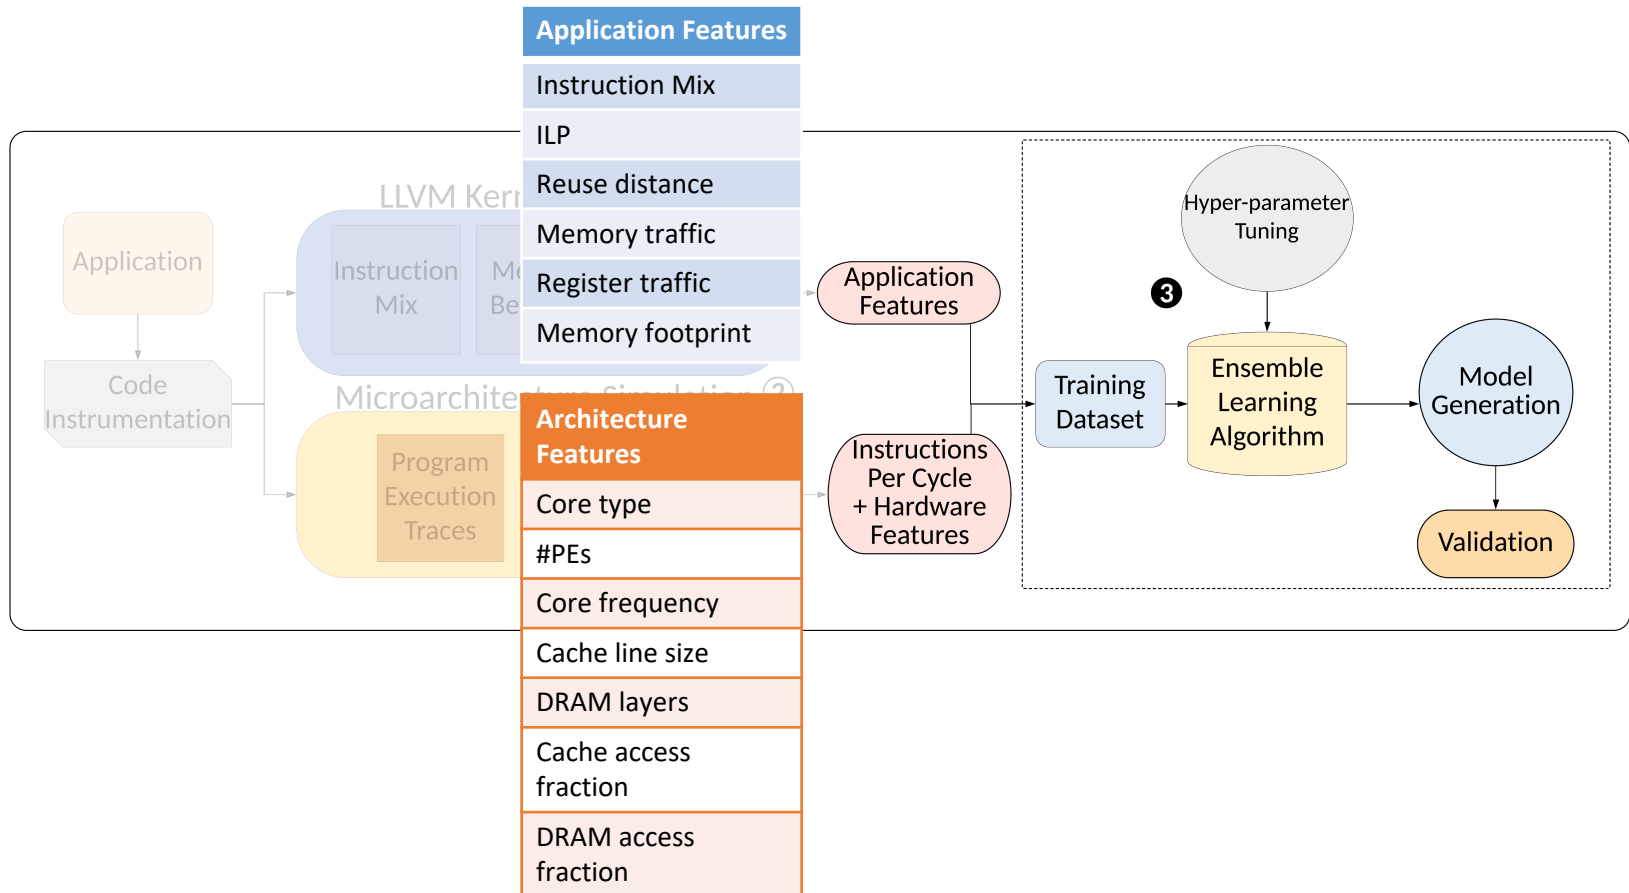 Application Features
Instruction Mix
ILP
Reuse distance
Memory traffic
Register traffic
Memory footprint
LLVM
Application
Instruction
Mix
Code
Instrumentation
Microarchitecture Simulation ②
Program
Execution
Traces
Architecture
Features
Core type
#PEs
Core frequency
Cache line size
DRAM layers
Cache access
fraction
DRAM access
fraction
Application
Features
Instructions
Per Cycle
+ Hardware
Features
Hyper-parameter
Tuning
❸
Training
Dataset
Ensemble
Learning
Algorithm
Model
Generation
Validation